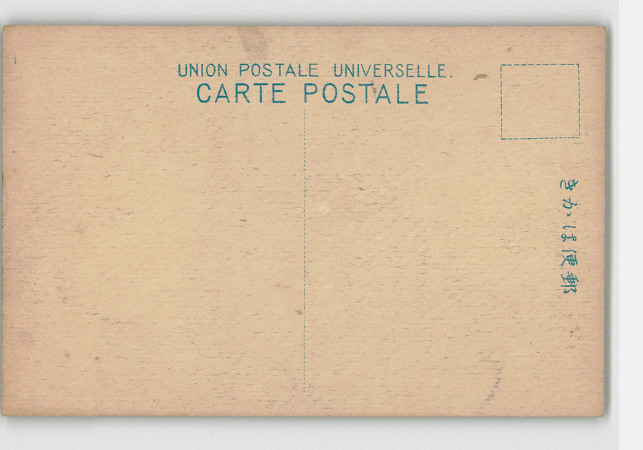 UNION POSTALE UNIVERSELLE.
CARTE POSTALE
郵便はかき